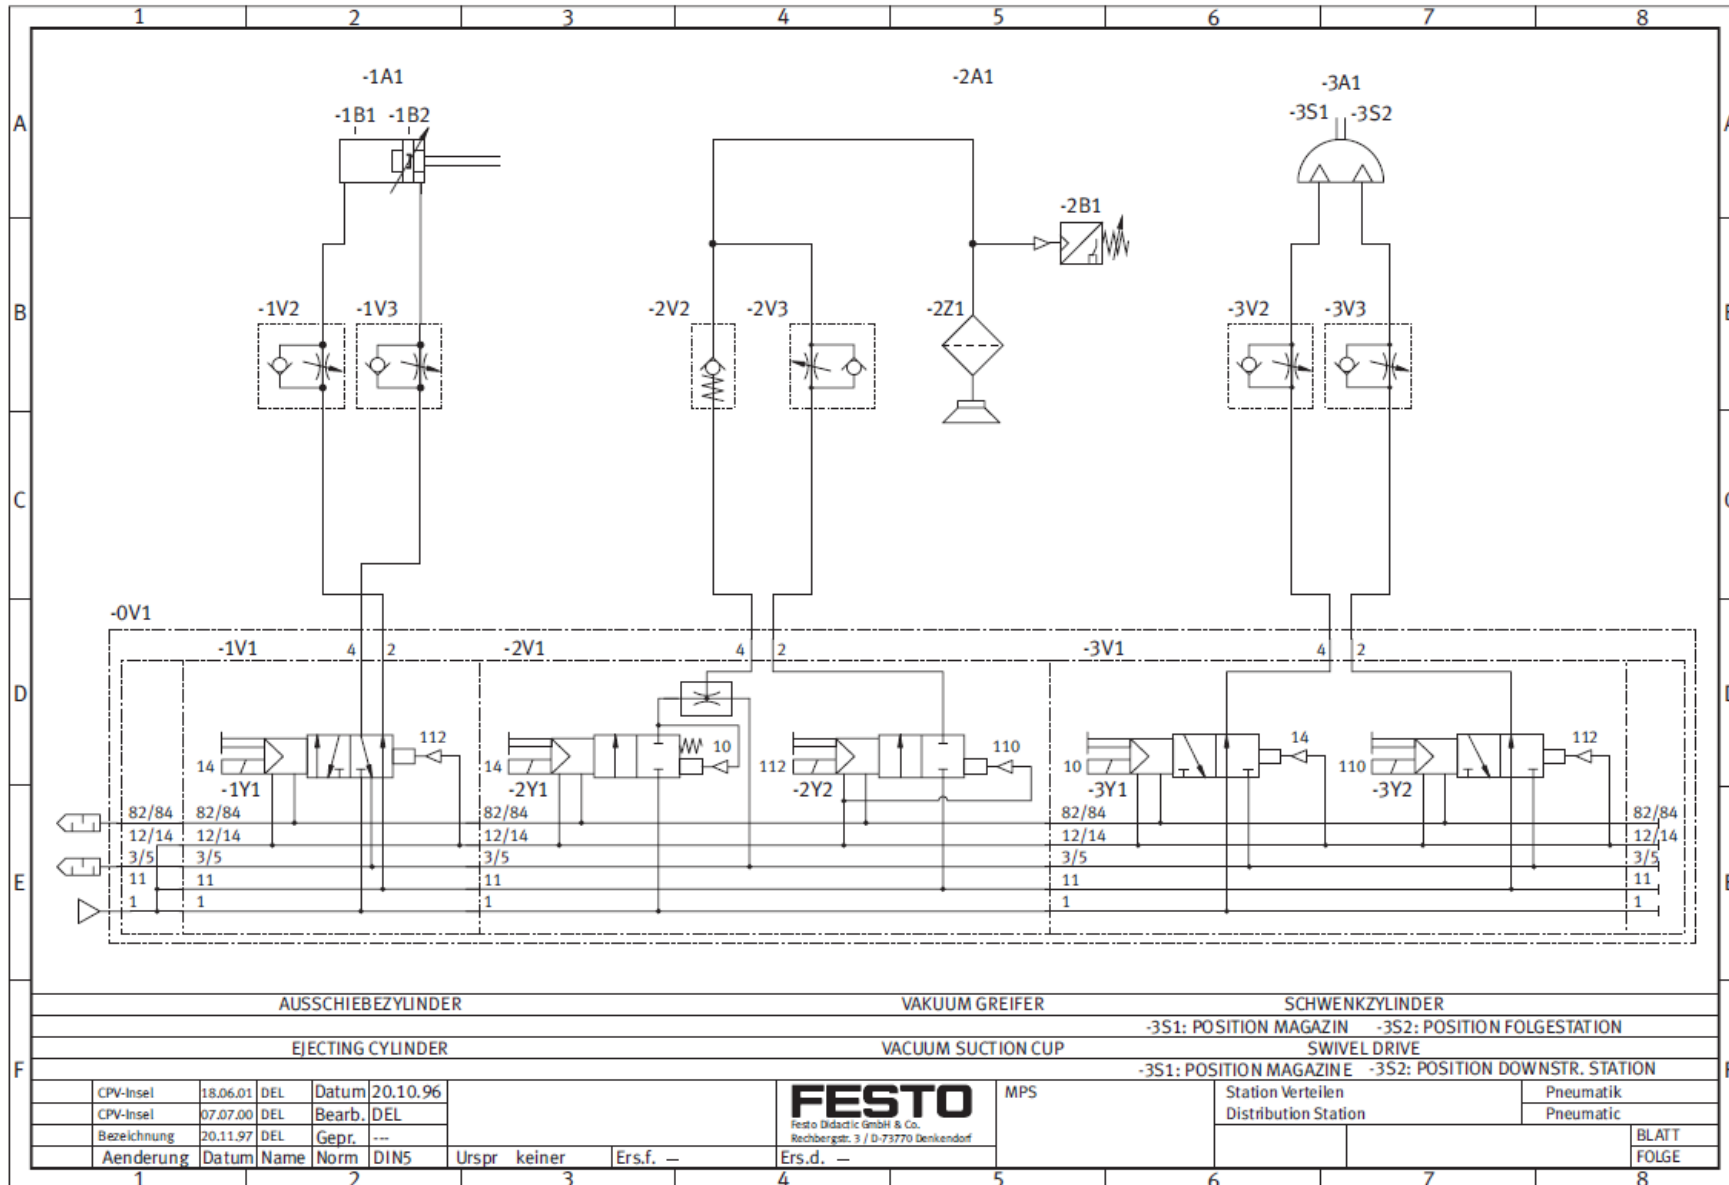 1 2 3 4 5 6 7 8
-1A1 -2A1 -3A1
-1B1 -1B2 -3S1 -3S2
A A
-2B1
-1V2 -1V3 -2V2 -2V3 -2Z1 -3V2 -3V3
B B
C C
-0V1
-1V1 4 2 -2V1 4 2 -3V1 4 2
D D
112 10 110 14 112
14 14 112 10 110
-1Y1 -2Y1 -2Y2 -3Y1 -3Y2
82/84 82/84 82/84 82/84 82/84
12/14 12/14 12/14 12/14 12/14
3/5 3/5 3/5 3/5 3/5
E 11 11 11 11 11 E
1 1 1 1 1
AUSSCHIEBEZYLINDER VAKUUM GREIFER SCHWENKZYLINDER
-3S1: POSITION MAGAZIN -3S2: POSITION FOLGESTATION
EJECTING CYLINDER VACUUM SUCTION CUP SWIVEL DRIVE
F -3S1: POSITION MAGAZINE -3S2: POSITION DOWNSTR. STATION F
CPV-Insel 18.06.01 DEL Datum 20.10.96 FESTO MPS Station Verteilen Pneumatik
CPV-Insel 07.07.00 DEL Bearb. DEL Distribution Station Pneumatic
Festo Didactic GmbH & Co.
Bezeichnung 20.11.97 DEL Gepr. --- Rechbergstr. 3 / D-73770 Denkendorf BLATT
Aenderung Datum Name Norm DIN5 Urspr keiner Ers.f. — Ers.d. — FOLGE
1 2 3 4 5 6 7 8